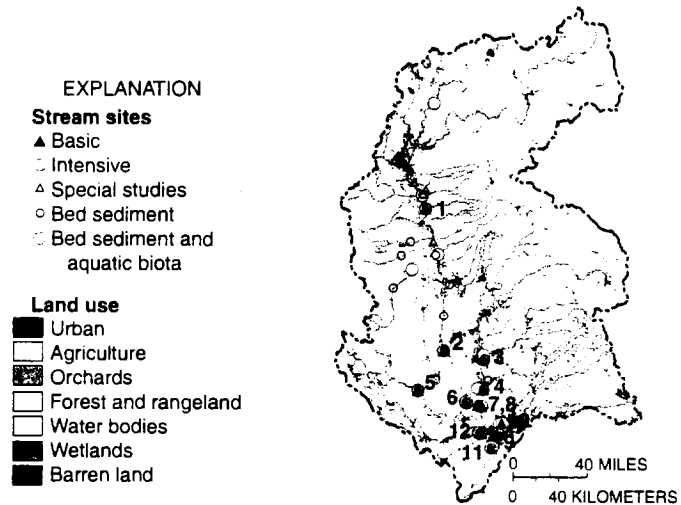 EXPLANATION
Stream sites
Basic
Intensive
Special studies
Bed sediment
Bed sediment and
aquatic biota
Land use
Urban
Agriculture
Orchards
Forest and rangeland
Water bodies
Wetlands
Barren land
1
2
3
5
4
6
7,8
12
9
11
0 40 MILES
0 40 KILOMETERS